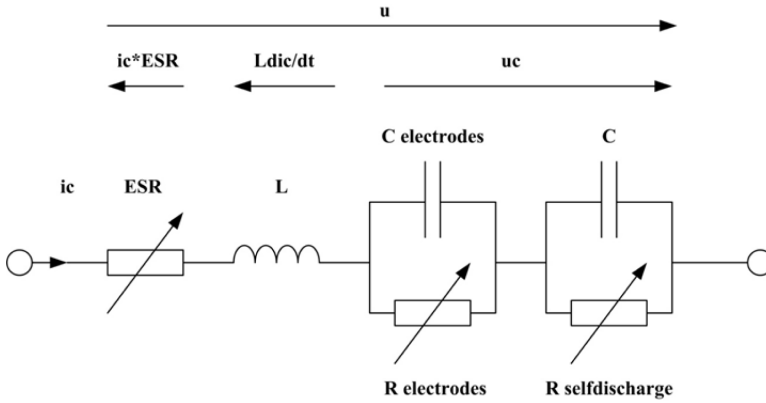 u
ic*ESR
Ldic/dt
uc
C electrodes
C
ic
ESR
L
R electrodes
R selfdischarge